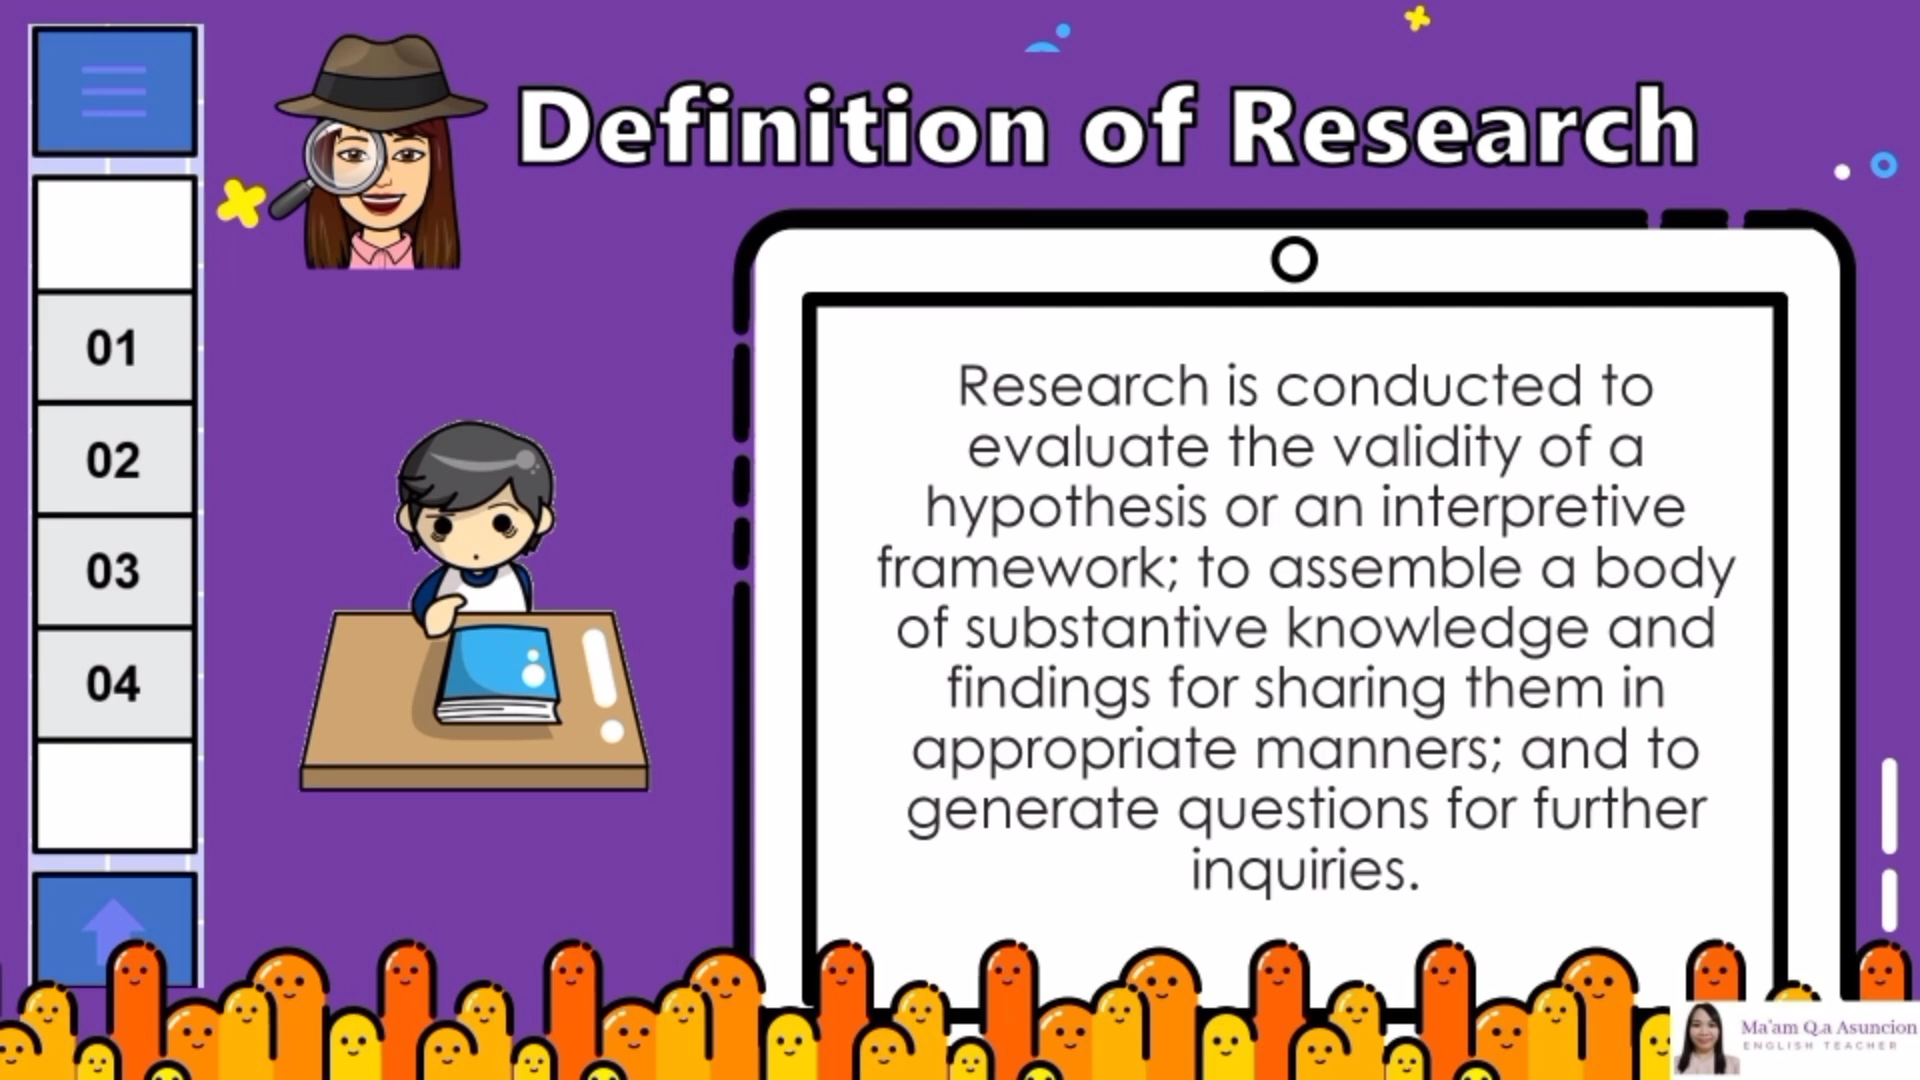 Definition of Research
01
02
03
04
Research is conducted to
evaluate the validity of a
hypothesis or an interpretive
framework; to assemble a body
of substantive knowledge and
findings for sharing them in
appropriate manners; and to
generate questions for further
inquiries.
Ma'am Q.a Asuncion
ENGLISH TEACHER